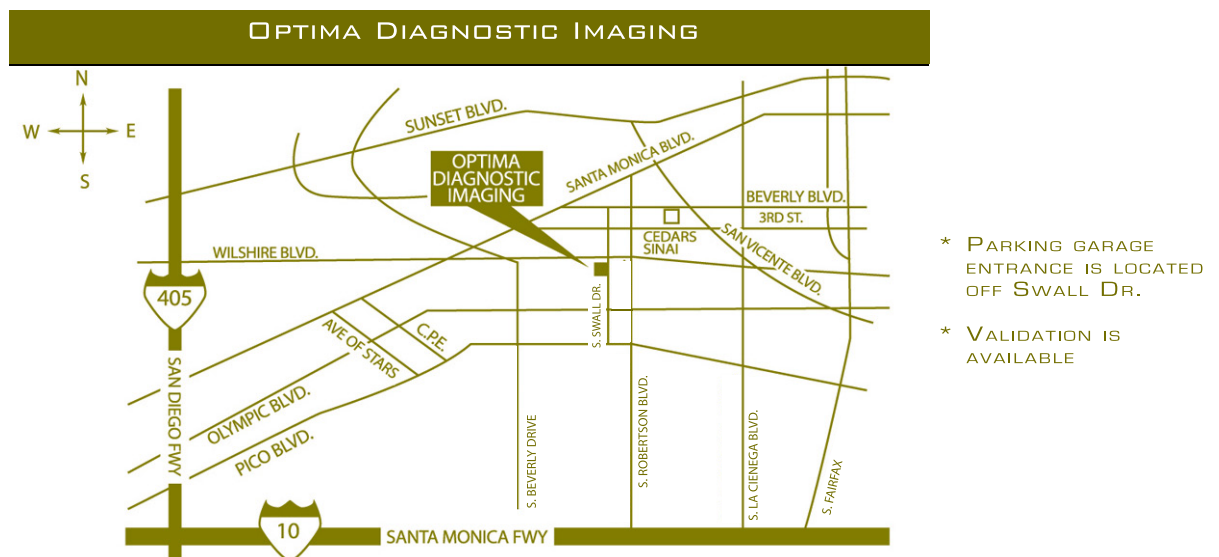 OPTIMA DIAGNOSTIC IMAGING
N
W
E
S
SUNSET BLVD.
SANTA MONICA BLVD.
OPTIMA
DIAGNOSTIC
IMAGING
BEVERLY BLVD.
3RD ST.
CEDARS
SINAI
SAN VICENTE BLVD.
WILSHIRE BLVD.
405
S. SWALL DR.
C.P.E.
AVE OF STARS
SAN DIEGO FWY
OLYMPIC BLVD.
PICO BLVD.
S. BEVERLY DRIVE
S. ROBERTSON BLVD.
S. LA CIENEGA BLVD.
S. FAIRFAX
10
SANTA MONICA FWY
* PARKING GARAGE
ENTRANCE IS LOCATED
OFF SWALL DR.
* VALIDATION IS
AVAILABLE